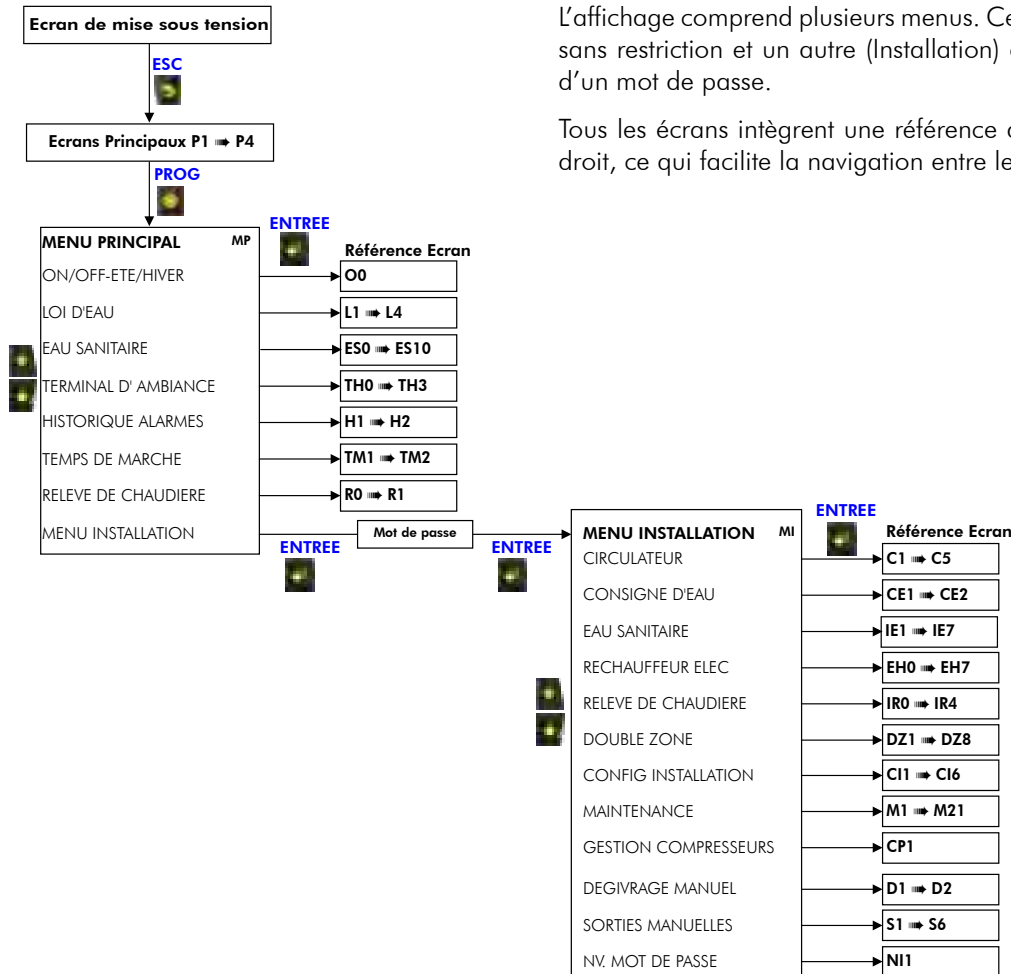 Ecran de mise sous tension
L'affichage comprend plusieurs menus.
sans restriction et un autre (Installation)
d'un mot de passe.
Tous les écrans intègrent une référence
droit, ce qui facilite la navigation entre
ESC
Ecrans Principaux P1 ➠ P4
PROG
ENTREE
MENU PRINCIPAL MP
Référence Ecran
ON/OFF-ETE/HIVER O0
LOI D'EAU L1 ➠ L4
EAU SANITAIRE ES0 ➠ ES10
TERMINAL D' AMBIANCE TH0 ➠ TH3
HISTORIQUE ALARMES H1 ➠ H2
TEMPS DE MARCHE TM1 ➠ TM2
RELEVE DE CHAUDIERE R0 ➠ R1
MENU INSTALLATION
ENTREE
Mot de passe
ENTREE
MENU INSTALLATION MI
ENTREE
Référence Ecran
CIRCULATEUR C1 ➠ C5
CONSIGNE D'EAU CE1 ➠ CE2
EAU SANITAIRE IE1 ➠ IE7
RECHAUFFEUR ELEC EH0 ➠ EH7
RELEVE DE CHAUDIERE IR0 ➠ IR4
DOUBLE ZONE DZ1 ➠ DZ8
CONFIG INSTALLATION CI1 ➠ CI6
MAINTENANCE M1 ➠ M21
GESTION COMPRESSEURS CP1
DEGIVRAGE MANUEL D1 ➠ D2
SORTIES MANUELLES S1 ➠ S6
NV. MOT DE PASSE NI1